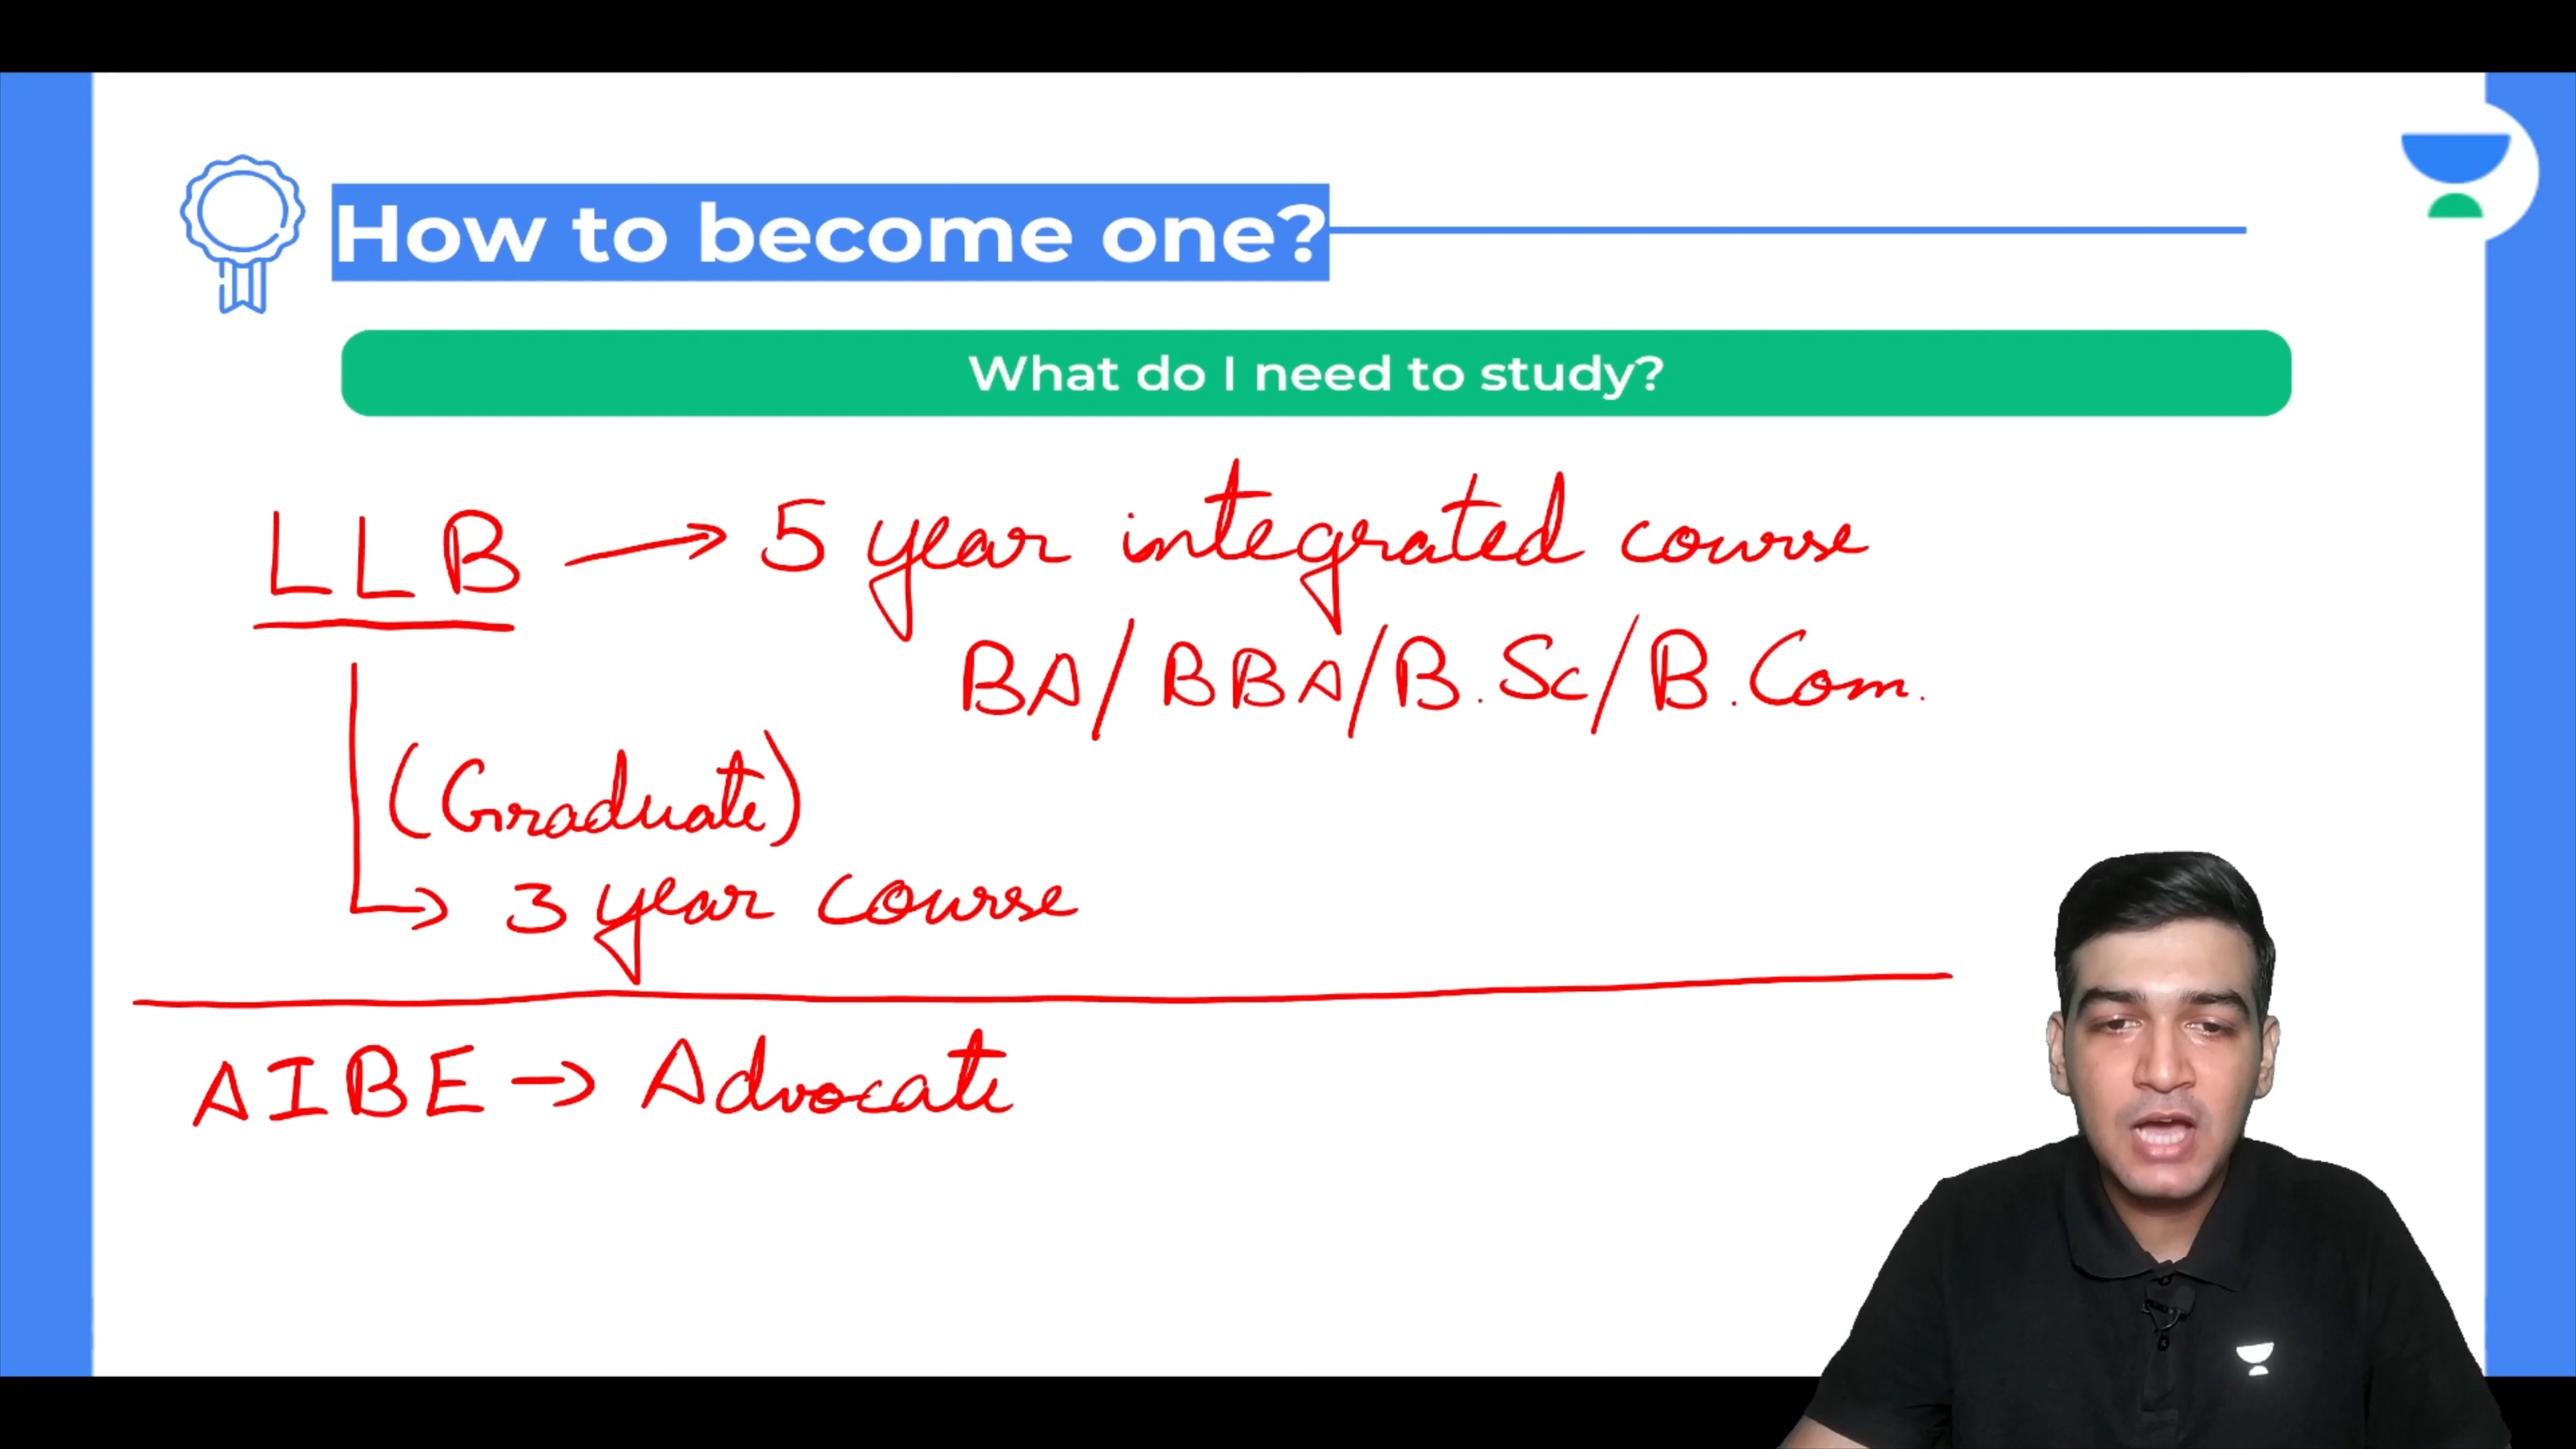 How to become one?
What do I need to study?
LLB → 5 year integrated course
BA/BBA/B.Sc/B.Com.
(Graduate)
→ 3 year course
AIBE → Advocate